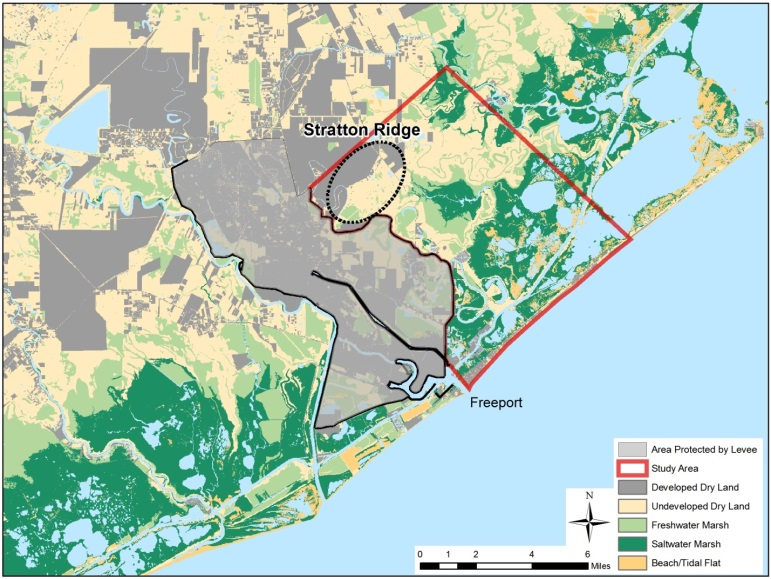 Stratton Ridge
Freeport
Area Protected by Levee
Study Area
Developed Dry Land
Undeveloped Dry Land
Freshwater Marsh
Saltwater Marsh
Beach/Tidal Flat
N
0 1 2 4 6
Miles